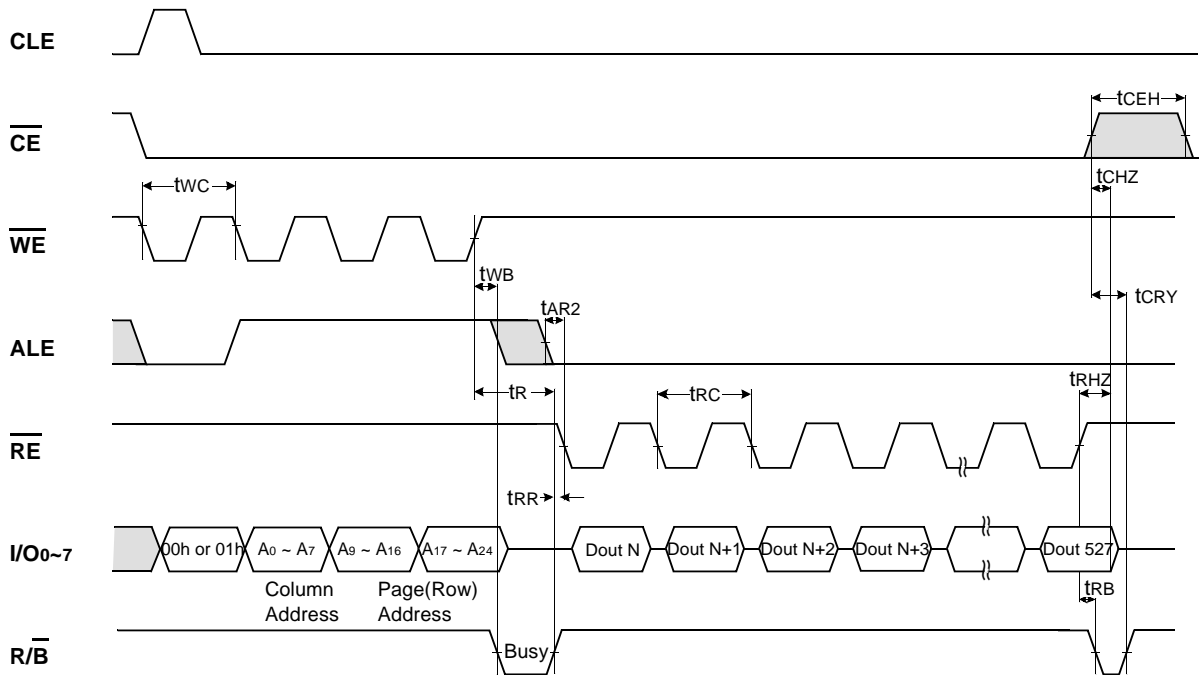 CLE
tCEH
CE
tCHZ
tWC
WE
tWB
tCRY
tAR2
ALE
tR
tRC
tRHZ
RE
tRR
I/O0~7
00h or 01h
A0 ~ A7
A9 ~ A16
A17 ~ A24
Dout N
Dout N+1
Dout N+2
Dout N+3
Dout 527
Column
Address
Page(Row)
Address
tRB
R/B
Busy